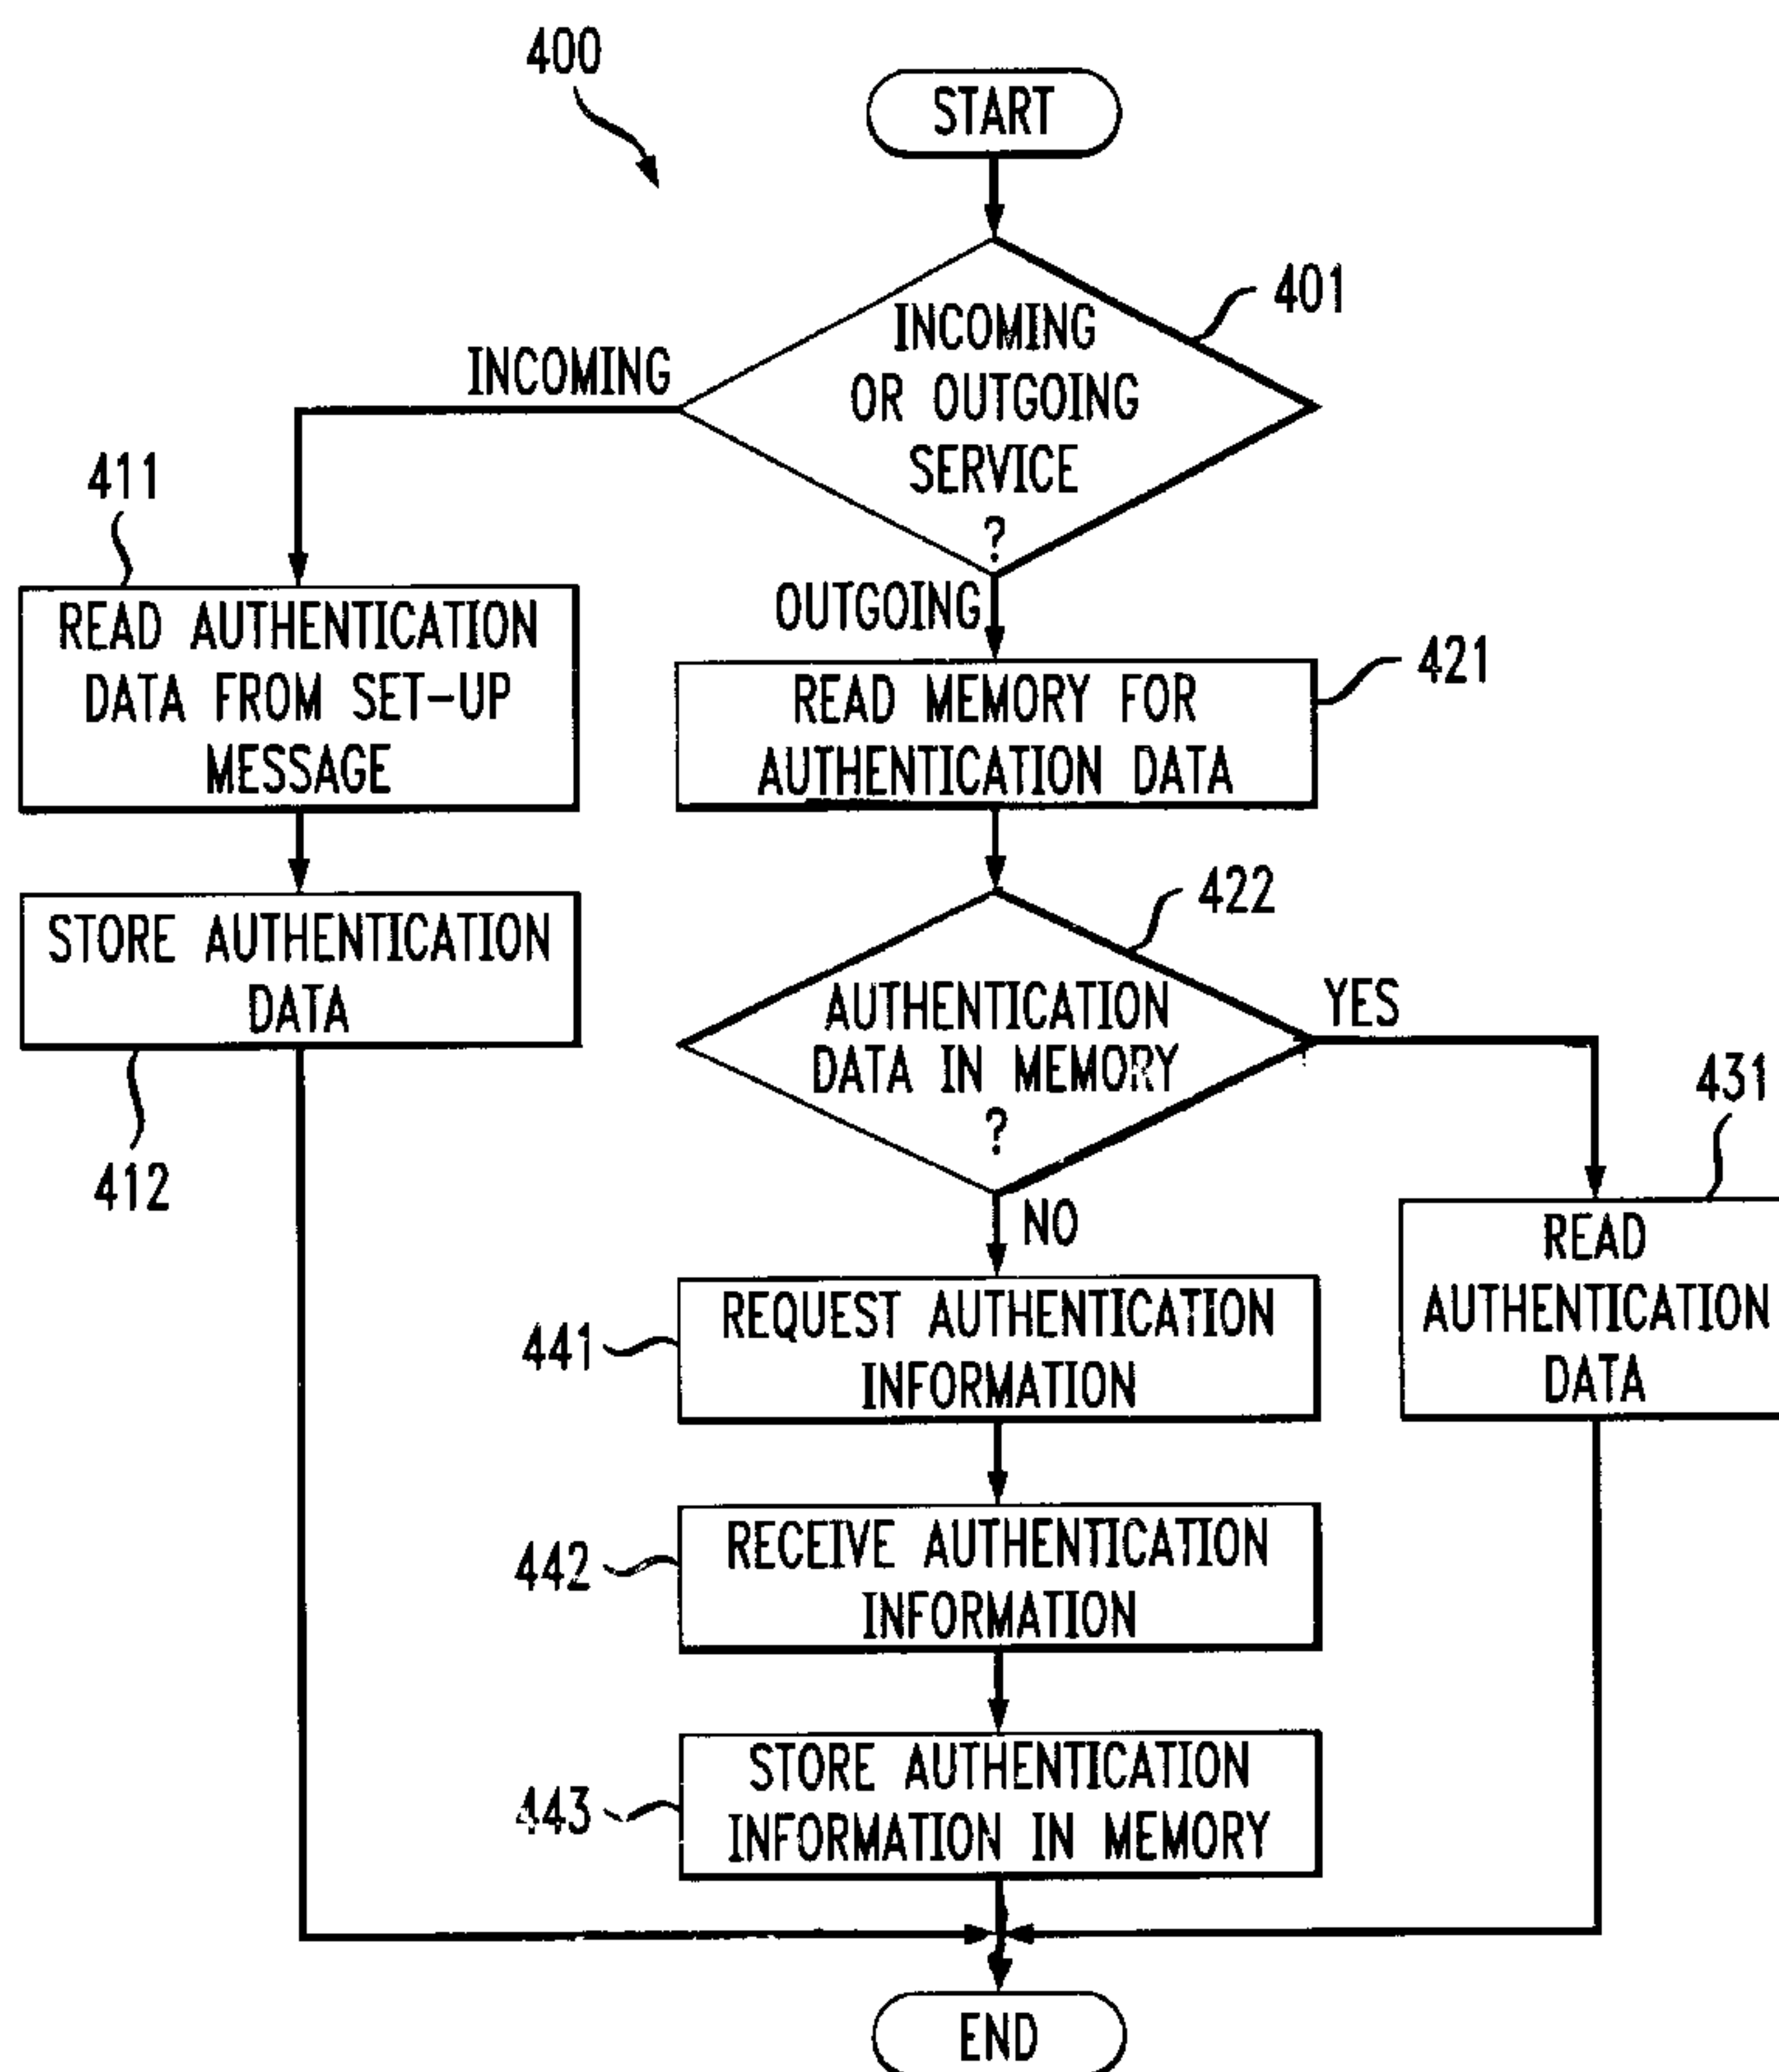 400
START
401
INCOMING
OR OUTGOING
SERVICE
?
INCOMING
411
READ AUTHENTICATION
DATA FROM SET-UP
MESSAGE
OUTGOING
421
READ MEMORY FOR
AUTHENTICATION DATA
STORE AUTHENTICATION
DATA
412
422
AUTHENTICATION
DATA IN MEMORY
?
YES
431
READ
AUTHENTICATION
DATA
NO
441
REQUEST AUTHENTICATION
INFORMATION
442
RECEIVE AUTHENTICATION
INFORMATION
443
STORE AUTHENTICATION
INFORMATION IN MEMORY
END